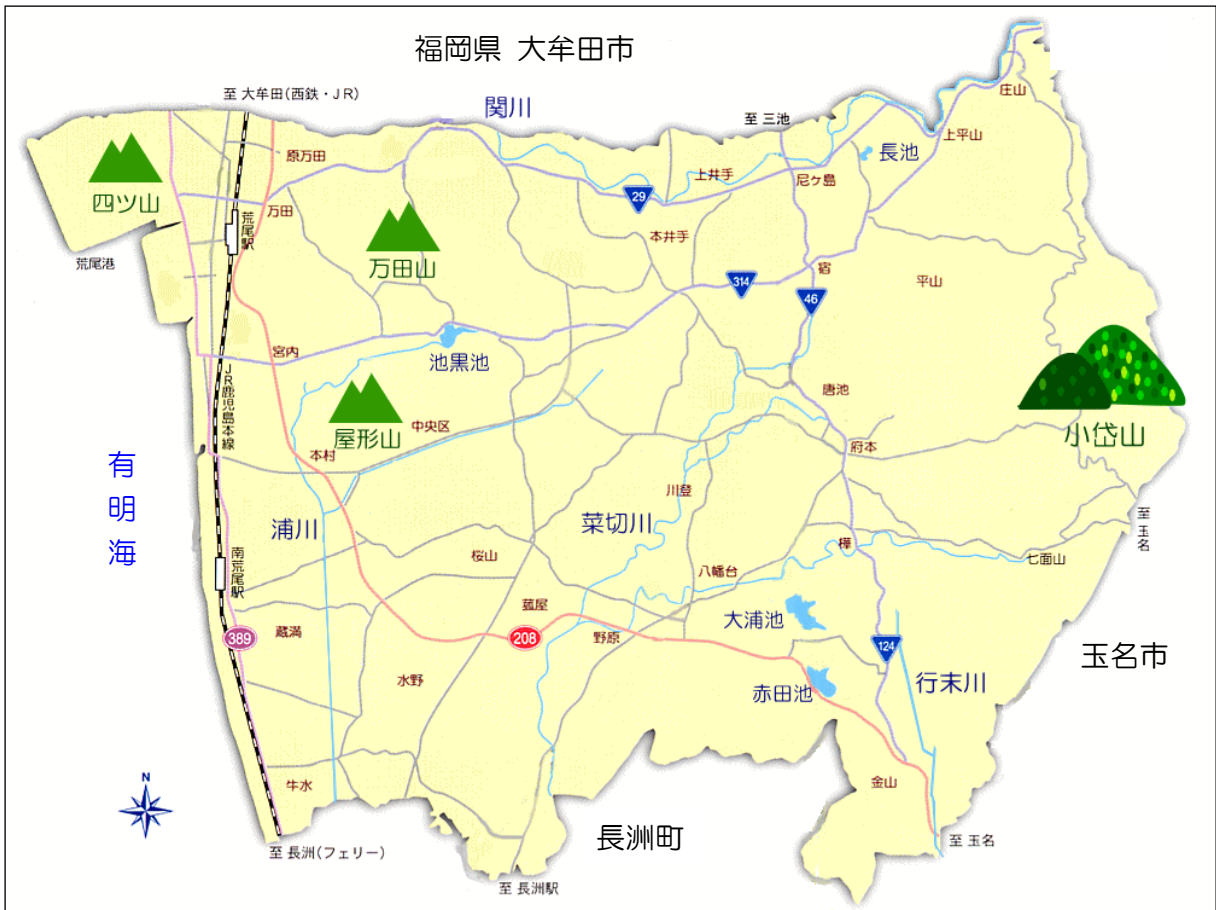 福岡県 大牟田市
至 大牟田(西鉄・JR)
関川
至 三池
庄山
上平山
長池
原万田
四ツ山
上井手
尼ヶ島
29
万田
荒尾駅
本井手
荒尾港
万田山
宿
314
46
平山
宮内
池黒池
JR鹿児島本線
屋形山
中央区
唐池
小岱山
本村
府本
有明海
川登
至 玉名
浦川
菜切川
樺
南荒尾駅
桜山
八幡台
七面山
菰屋
大浦池
蔵満
389
208
野原
124
玉名市
水野
赤田池
行末川
N
牛水
金山
長洲町
至 長洲(フェリー)
至 玉名
至 長洲駅